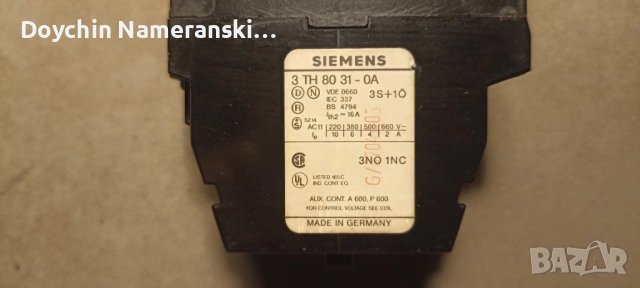 Doychin Nameranski…
SIEMENS
3 TH 80 31-0A
D N VDE 0660 3S+1Ö
IEC 337
BS 4794
Ith2 = 16A
S214
AC11 220 380 500 660 V~
Ie 10 6 4 2 A
3NO 1NC
LISTED 165C
IND. CONT. EQ.
AUX. CONT. A 600, P 600
FOR CONTROL VOLTAGE SEE COIL
MADE IN GERMANY
bazar